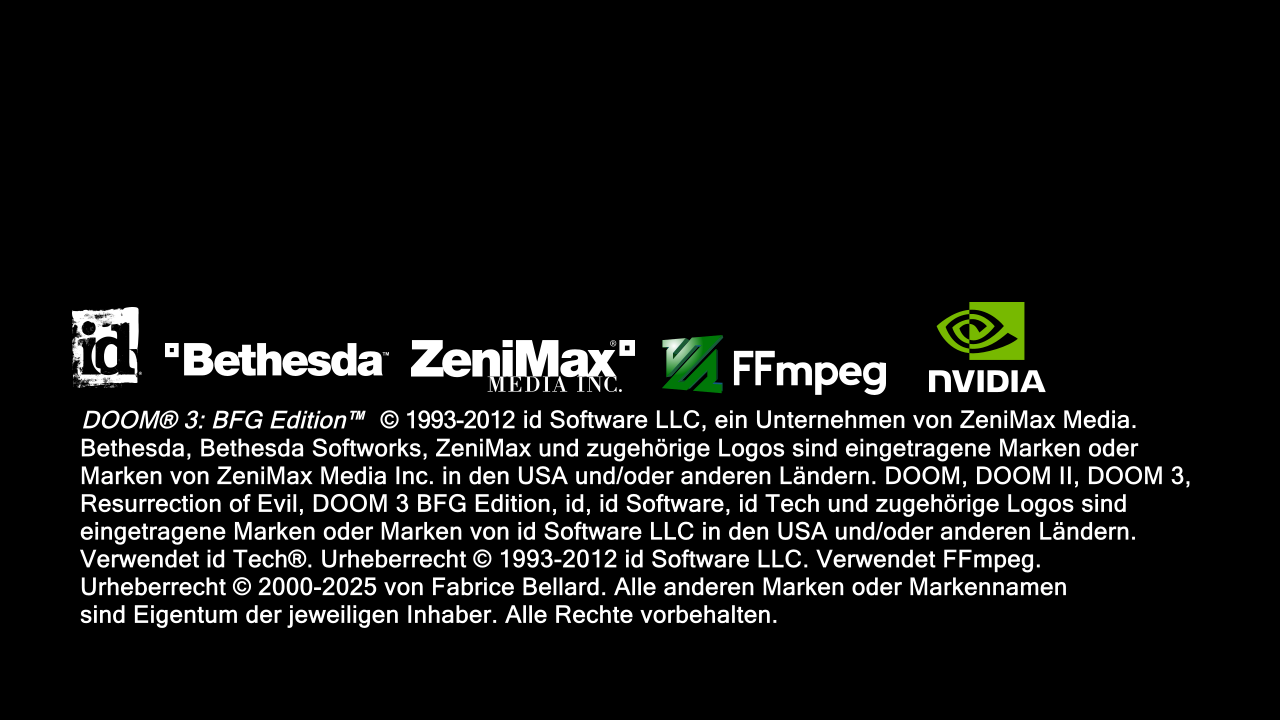 id
Bethesda™
ZeniMax®
MEDIA INC.
FFmpeg
NVIDIA
DOOM® 3: BFG Edition™ © 1993-2012 id Software LLC, ein Unternehmen von ZeniMax Media.
Bethesda, Bethesda Softworks, ZeniMax und zugehörige Logos sind eingetragene Marken oder
Marken von ZeniMax Media Inc. in den USA und/oder anderen Ländern. DOOM, DOOM II, DOOM 3,
Resurrection of Evil, DOOM 3 BFG Edition, id, id Software, id Tech und zugehörige Logos sind
eingetragene Marken oder Marken von id Software LLC in den USA und/oder anderen Ländern.
Verwendet id Tech®. Urheberrecht © 1993-2012 id Software LLC. Verwendet FFmpeg.
Urheberrecht © 2000-2025 von Fabrice Bellard. Alle anderen Marken oder Markennamen
sind Eigentum der jeweiligen Inhaber. Alle Rechte vorbehalten.